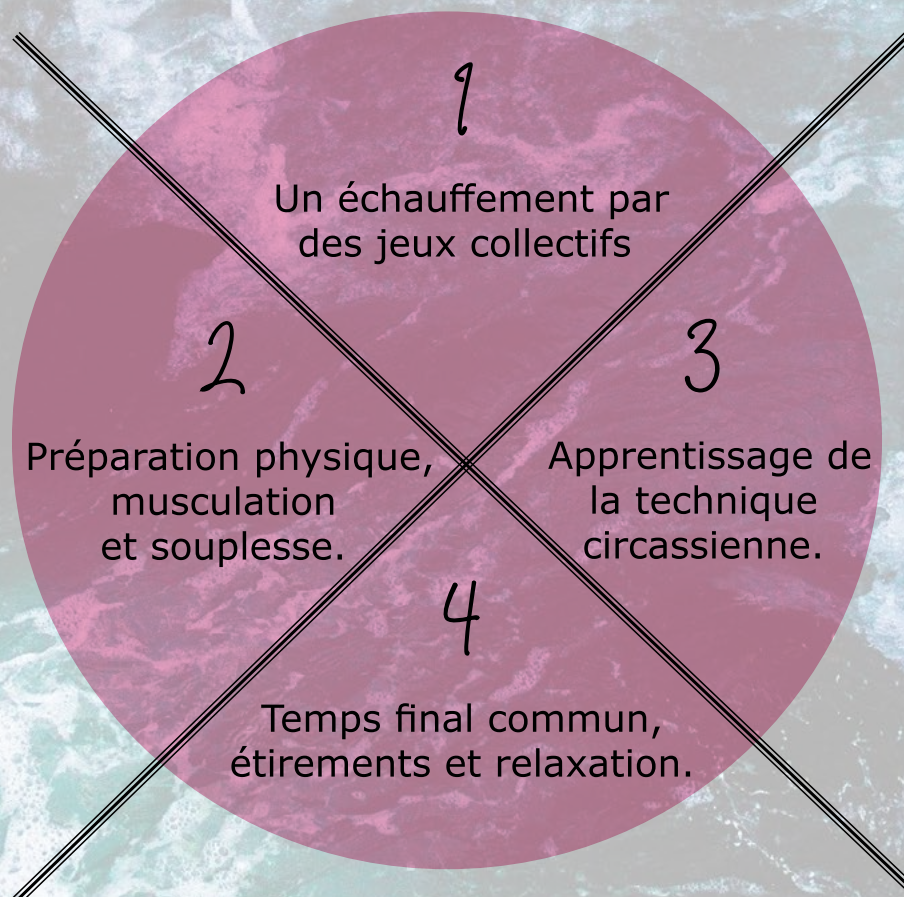 1
Un échauffement par
des jeux collectifs
2
Préparation physique,
musculation
et souplesse.
3
Apprentissage de
la technique
circassienne.
4
Temps final commun,
étirements et relaxation.